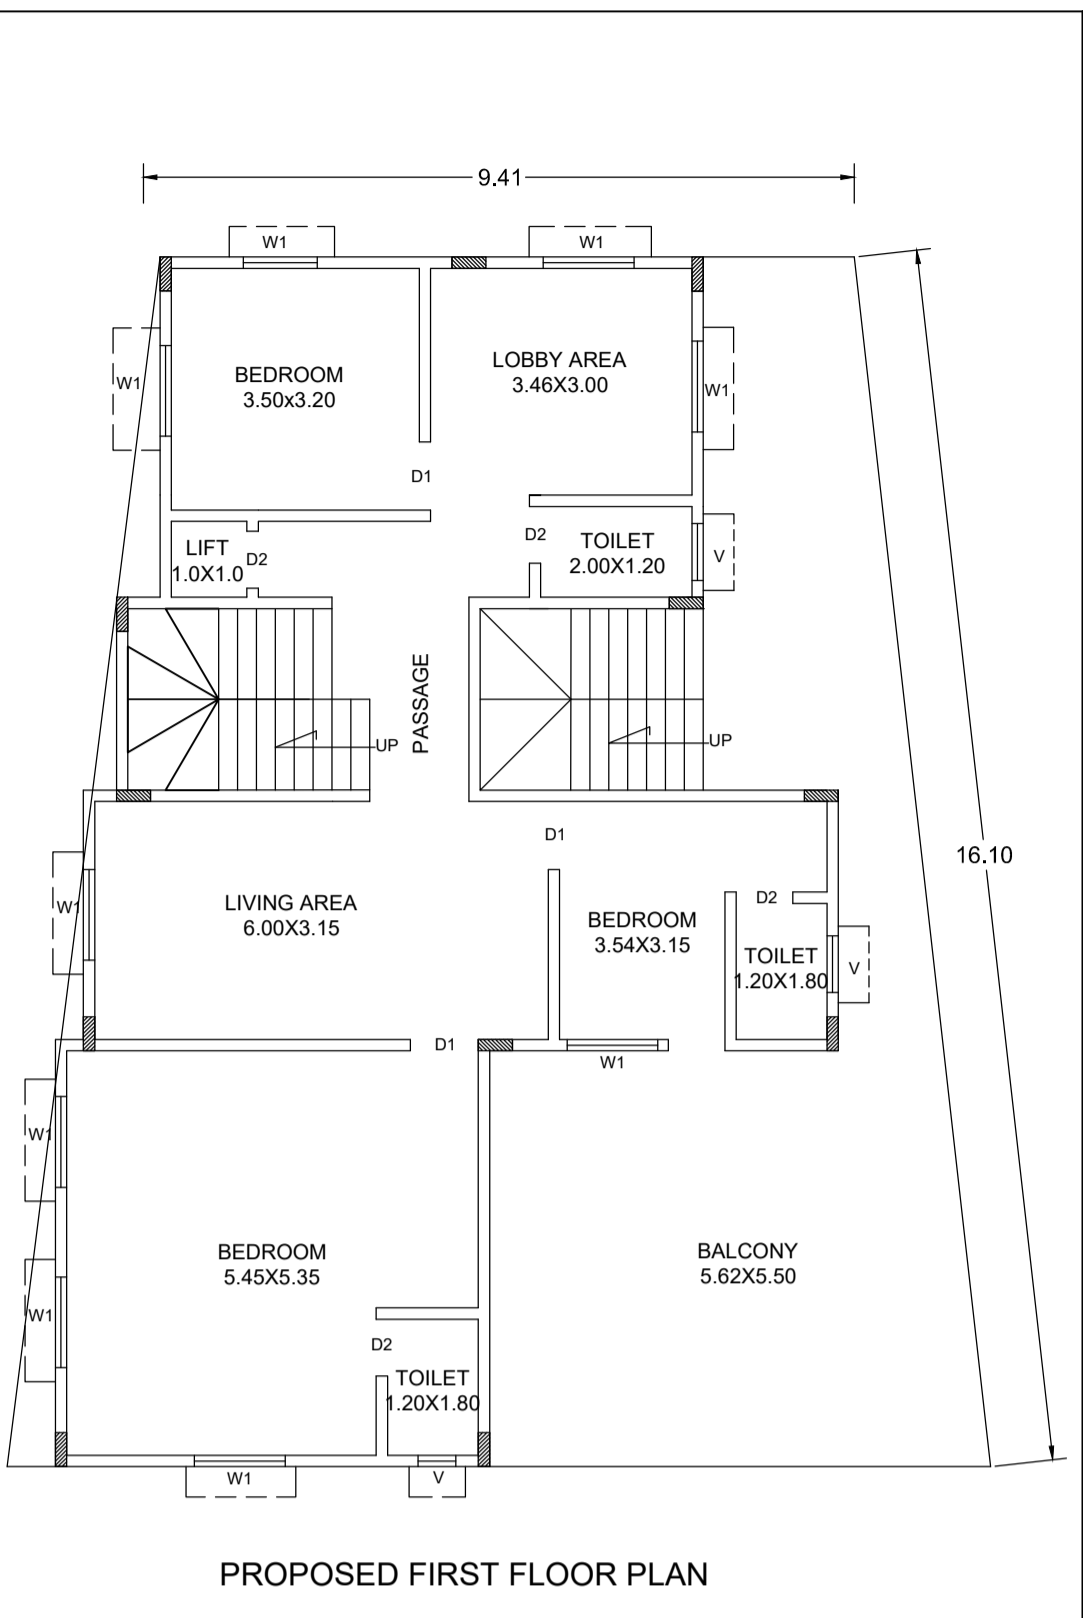 9.41
W1
W1
W1
BEDROOM
3.50x3.20
LOBBY AREA
3.46X3.00
W1
D1
LIFT
1.0X1.0
D2
D2
TOILET
2.00X1.20
V
PASSAGE
UP
UP
16.10
D1
W1
LIVING AREA
6.00X3.15
BEDROOM
3.54X3.15
D2
TOILET
1.20X1.80
V
D1
W1
W1
BEDROOM
5.45X5.35
BALCONY
5.62X5.50
W1
D2
TOILET
1.20X1.80
W1
V
PROPOSED FIRST FLOOR PLAN